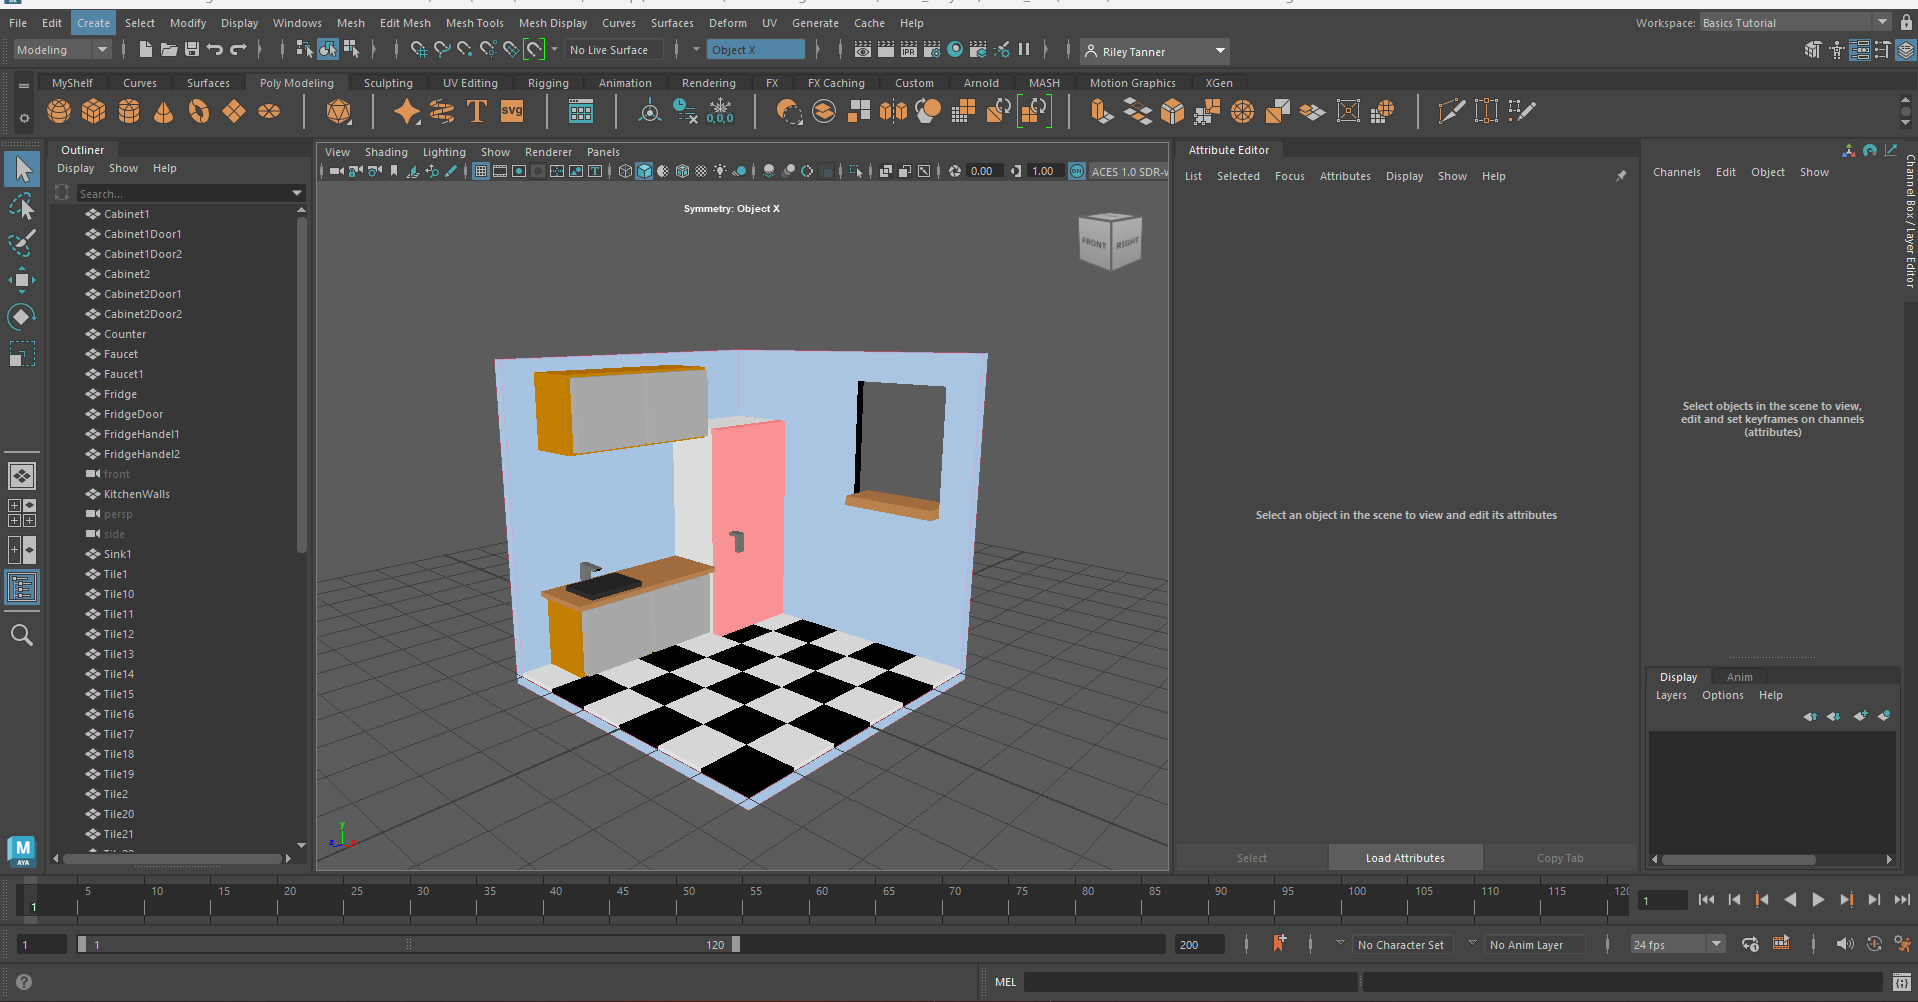 File Edit Create Select Modify Display Windows Mesh Edit Mesh Mesh Tools Mesh Display Curves Surfaces Deform UV Generate Cache Help
Workspace: Basics Tutorial
Modeling
No Live Surface
Object X
IPR
Riley Tanner
MyShelf Curves Surfaces Poly Modeling Sculpting UV Editing Rigging Animation Rendering FX FX Caching Custom Arnold MASH Motion Graphics XGen
T
svg
0,0,0
Outliner
Display Show Help
Search...
Cabinet1
Cabinet1Door1
Cabinet1Door2
Cabinet2
Cabinet2Door1
Cabinet2Door2
Counter
Faucet
Faucet1
Fridge
FridgeDoor
FridgeHandel1
FridgeHandel2
front
KitchenWalls
persp
side
Sink1
Tile1
Tile10
Tile11
Tile12
Tile13
Tile14
Tile15
Tile16
Tile17
Tile18
Tile19
Tile2
Tile20
Tile21
View Shading Lighting Show Renderer Panels
0.00
1.00
ON
ACES 1.0 SDR-v
Symmetry: Object X
FRONT
RIGHT
y
z
x
Attribute Editor
List Selected Focus Attributes Display Show Help
Select an object in the scene to view and edit its attributes
Select
Load Attributes
Copy Tab
Channels Edit Object Show
Channel Box / Layer Editor
Select objects in the scene to view,
edit and set keyframes on channels
(attributes)
Display
Anim
Layers Options Help
M
AYA
1
5 10 15 20 25 30 35 40 45 50 55 60 65 70 75 80 85 90 95 100 105 110 115 120
1
1
1
120
200
No Character Set
No Anim Layer
24 fps
MEL